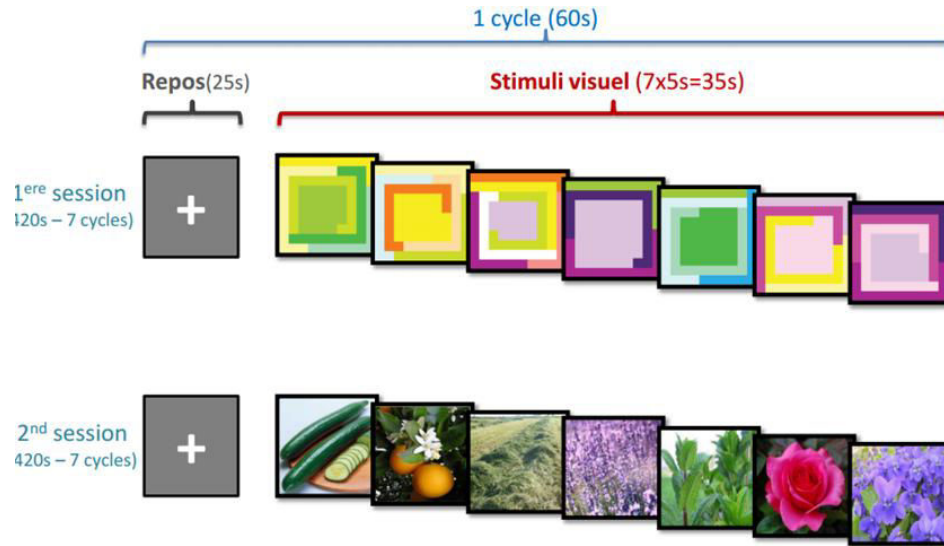 1 cycle (60s)
Repos(25s)
Stimuli visuel (7x5s=35s)
1ere session
420s – 7 cycles)
2nd session
420s – 7 cycles)